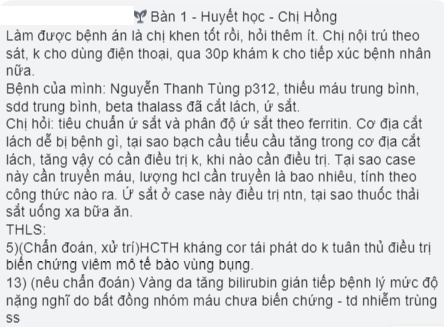 🌱 Bàn 1 - Huyết học - Chị Hồng
Làm được bệnh án là chị khen tốt rồi, hỏi thêm ít. Chị nội trú theo
sát, k cho dùng điện thoại, qua 30p khám k cho tiếp xúc bệnh nhân
nữa.
Bệnh của mình: Nguyễn Thanh Tùng p312, thiếu máu trung bình,
sdd trung bình, beta thalass đã cắt lách, ứ sắt.
Chị hỏi: tiêu chuẩn ứ sắt và phân độ ứ sắt theo ferritin. Cơ địa cắt
lách dễ bị bệnh gì, tại sao bạch cầu tiểu cầu tăng trong cơ địa cắt
lách, tăng vậy có cần điều trị k, khi nào cần điều trị. Tại sao case
này cần truyền máu, lượng hcl cần truyền là bao nhiêu, tính theo
công thức nào ra. Ứ sắt ở case này điều trị ntn, tại sao thuốc thải
sắt uống xa bữa ăn.
THLS:
5)(Chẩn đoán, xử trí)HCTH kháng cor tái phát do k tuân thủ điều trị
biến chứng viêm mô tế bào vùng bụng.
13) (nêu chẩn đoán) Vàng da tăng bilirubin gián tiếp bệnh lý mức độ
nặng nghĩ do bất đồng nhóm máu chưa biến chứng - td nhiễm trùng
ss